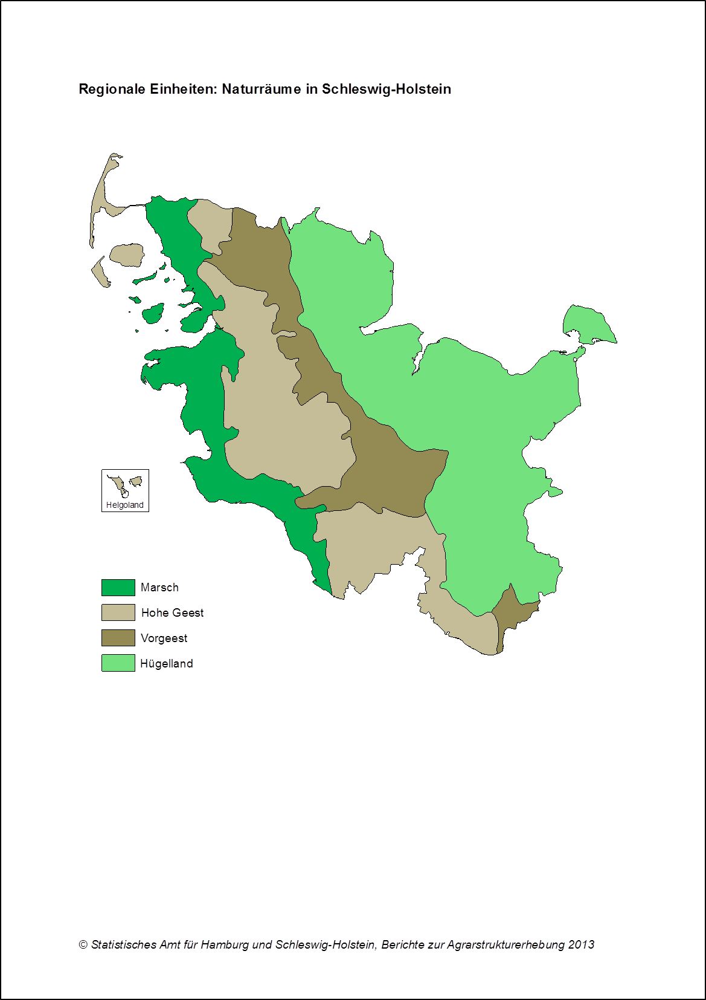 Regionale Einheiten: Naturräume in Schleswig-Holstein
Helgoland
Marsch
Hohe Geest
Vorgeest
Hügelland
© Statistisches Amt für Hamburg und Schleswig-Holstein, Berichte zur Agrarstrukturerhebung 2013